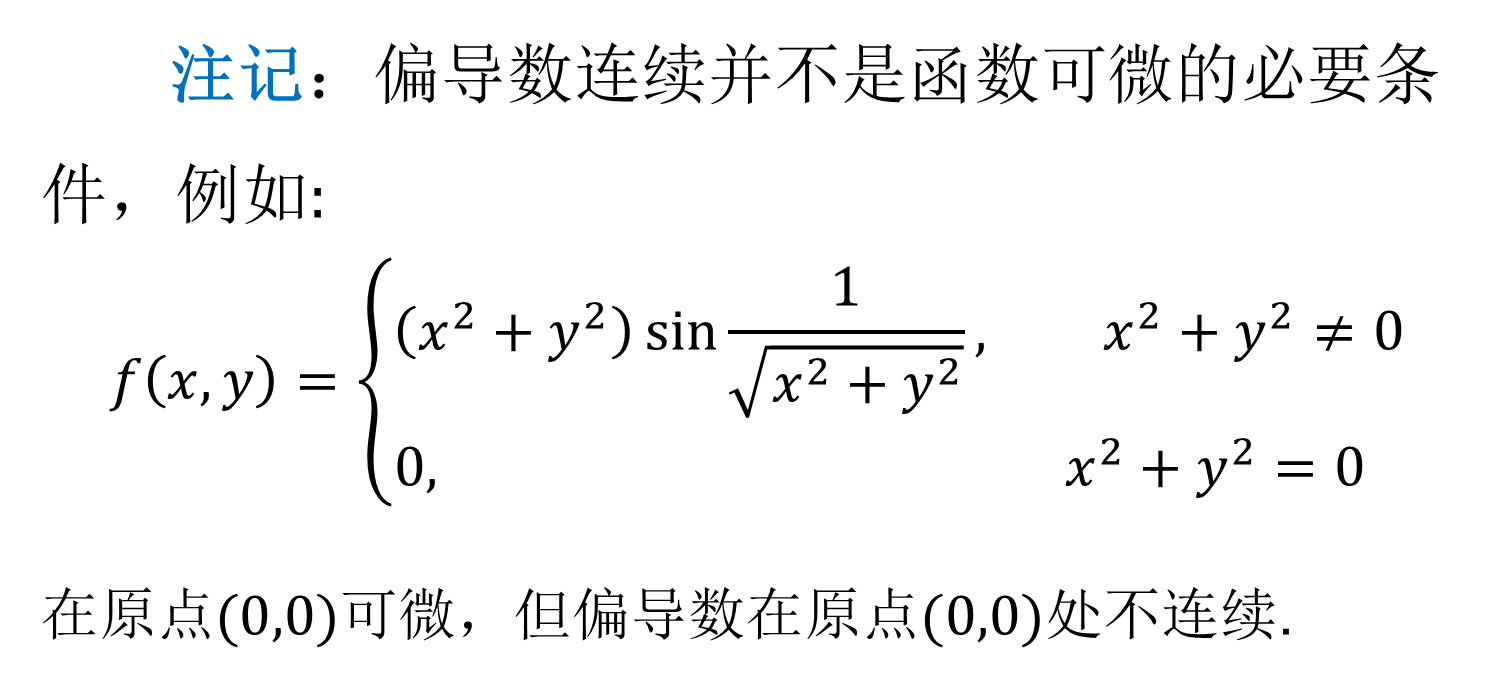 注记：偏导数连续并不是函数可微的必要条
件，例如:
f(x, y) = { (x² + y²) sin 1/√(x² + y²), x² + y² ≠ 0
0, x² + y² = 0
在原点(0,0)可微，但偏导数在原点(0,0)处不连续.